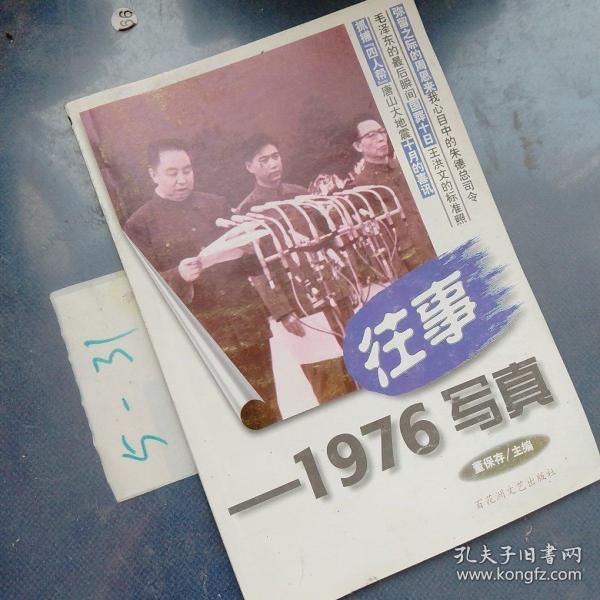 99
弥留之际的周恩来 我心目中的朱德总司令
毛泽东的最后瞬间 国葬十日 王洪文的标准照
抓捕“四人帮” 唐山大地震 十月的喜讯
往事
—1976写真
董保存/主编
百花洲文艺出版社
5-31
孔夫子旧书网
www.kongfz.com